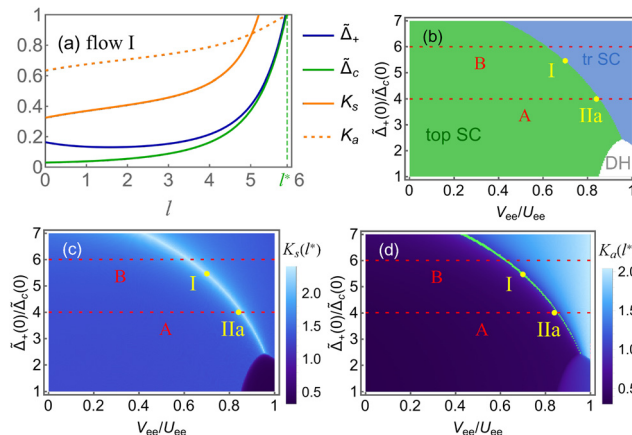 (a) flow I
1
0.8
0.6
0.4
0.2
0
0 1 2 3 4 5 l* 6
l
Δ̃₊
Δ̃c
Ks
Ka
(b)
Δ̃₊(0)/Δ̃c(0)
7
6
5
4
3
2
1
B
I
tr SC
A
IIa
top SC
DH
0 0.2 0.4 0.6 0.8 1
Vee/Uee
(c)
Δ̃₊(0)/Δ̃c(0)
7
6
5
4
3
2
1
B
I
A
IIa
0 0.2 0.4 0.6 0.8 1
Vee/Uee
Ks(l*)
2.0
1.5
1.0
0.5
(d)
7
6
5
4
3
2
1
B
I
A
IIa
0 0.2 0.4 0.6 0.8 1
Vee/Uee
Ka(l*
2.0
1.5
1.0
0.5